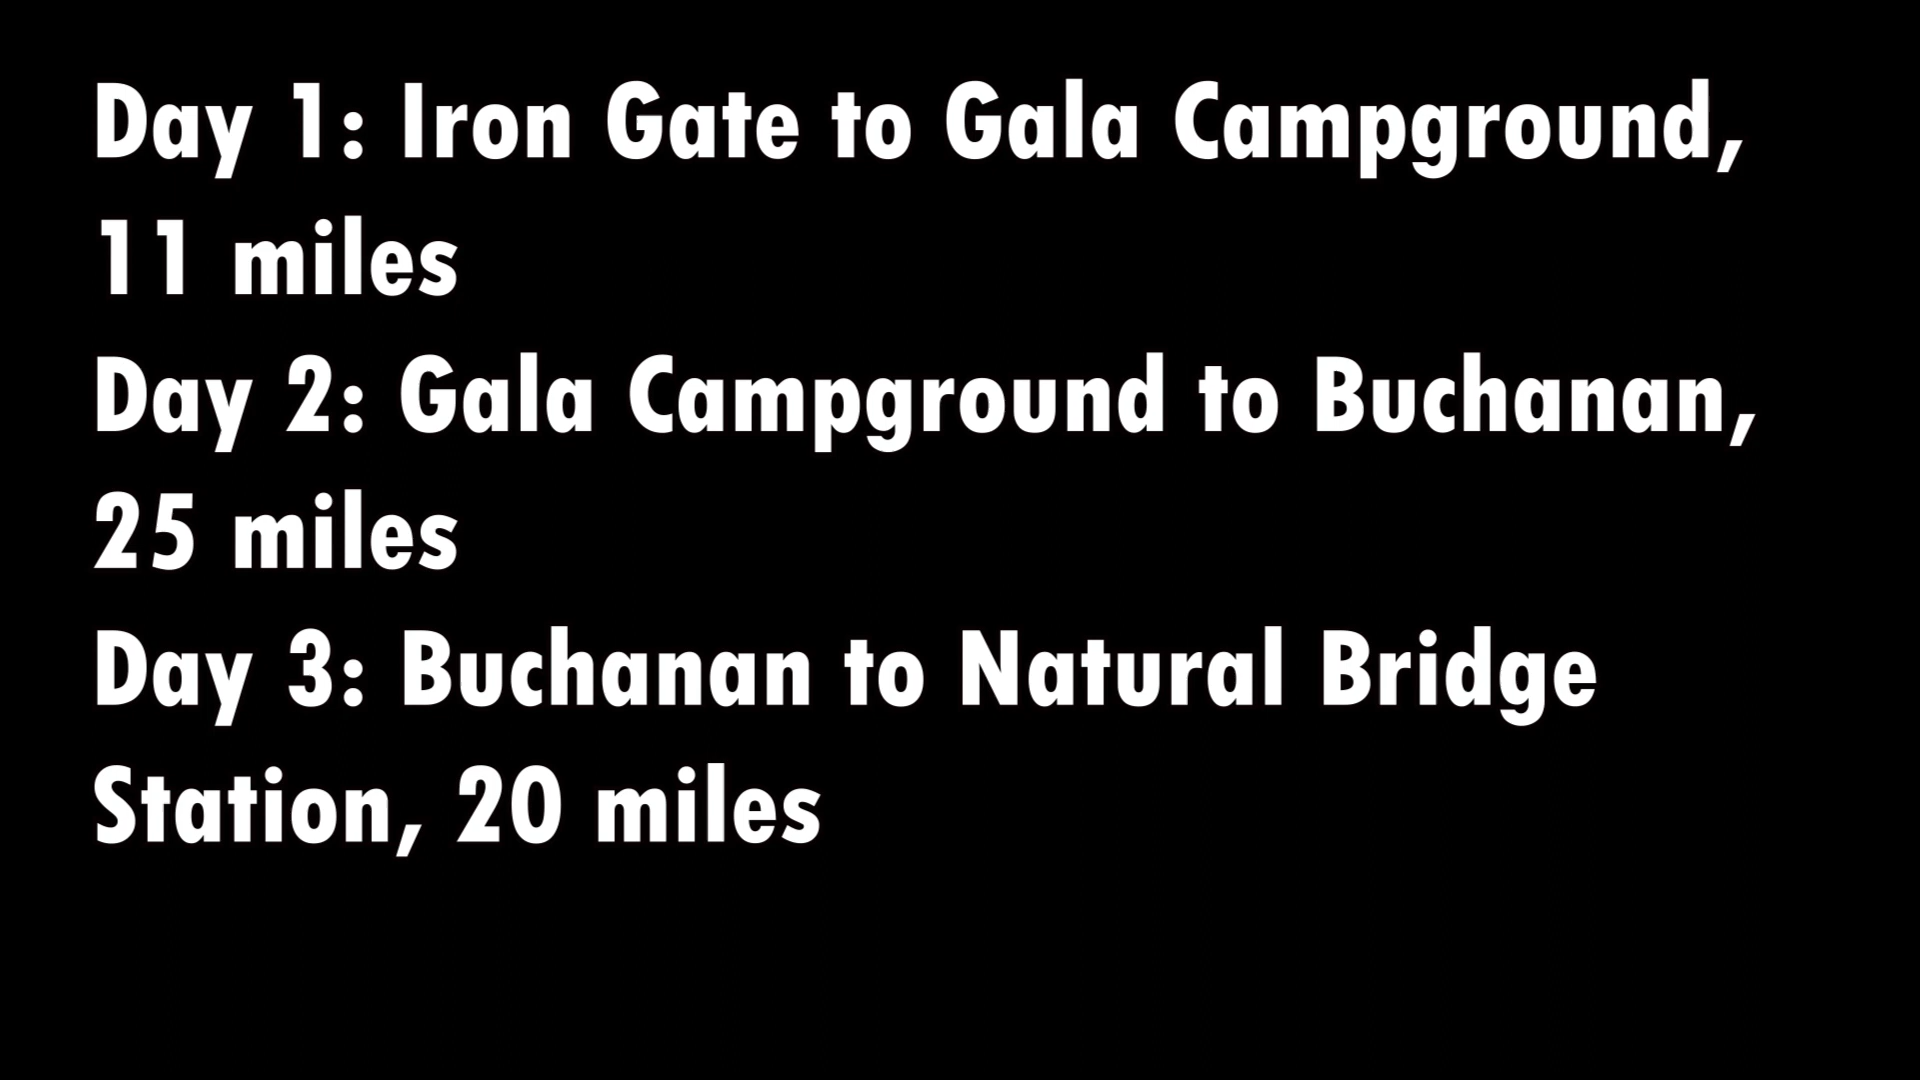 Day 1: Iron Gate to Gala Campground,
11 miles
Day 2: Gala Campground to Buchanan,
25 miles
Day 3: Buchanan to Natural Bridge
Station, 20 miles